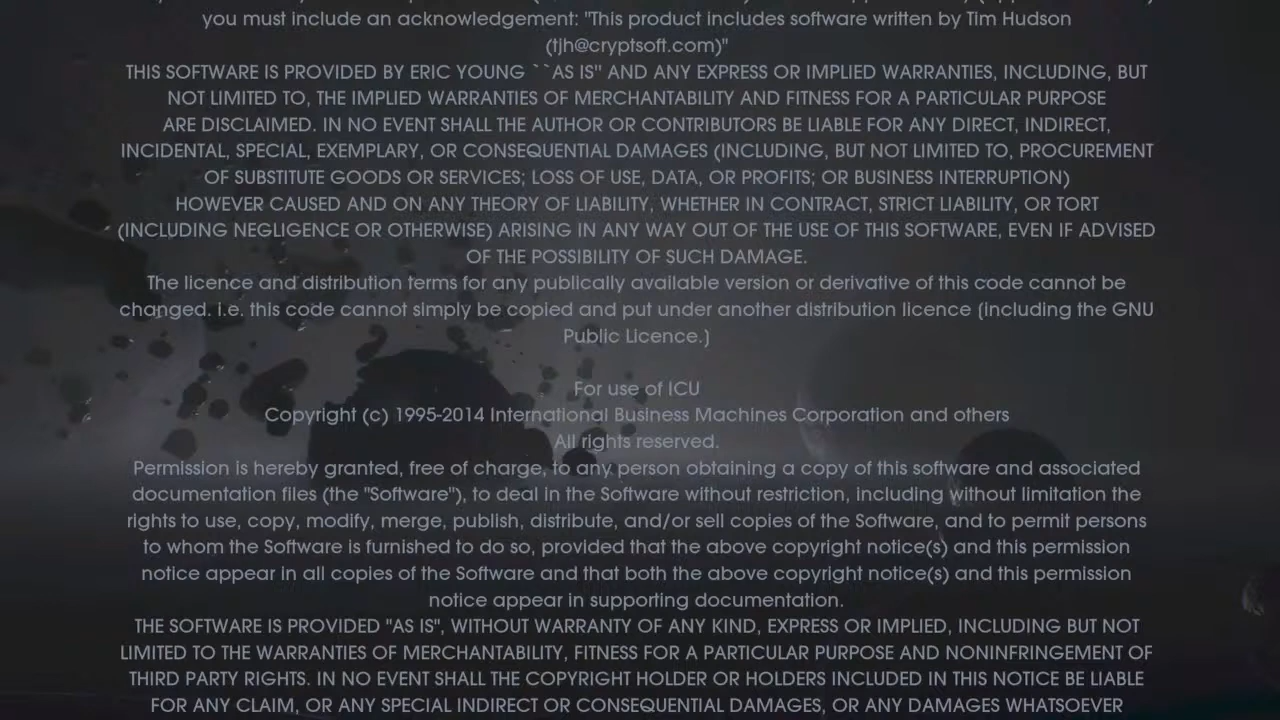 you must include an acknowledgement: "This product includes software written by Tim Hudson
(tjh@cryptsoft.com)"
THIS SOFTWARE IS PROVIDED BY ERIC YOUNG ``AS IS'' AND ANY EXPRESS OR IMPLIED WARRANTIES, INCLUDING, BUT
NOT LIMITED TO, THE IMPLIED WARRANTIES OF MERCHANTABILITY AND FITNESS FOR A PARTICULAR PURPOSE
ARE DISCLAIMED. IN NO EVENT SHALL THE AUTHOR OR CONTRIBUTORS BE LIABLE FOR ANY DIRECT, INDIRECT,
INCIDENTAL, SPECIAL, EXEMPLARY, OR CONSEQUENTIAL DAMAGES (INCLUDING, BUT NOT LIMITED TO, PROCUREMENT
OF SUBSTITUTE GOODS OR SERVICES; LOSS OF USE, DATA, OR PROFITS; OR BUSINESS INTERRUPTION)
HOWEVER CAUSED AND ON ANY THEORY OF LIABILITY, WHETHER IN CONTRACT, STRICT LIABILITY, OR TORT
(INCLUDING NEGLIGENCE OR OTHERWISE) ARISING IN ANY WAY OUT OF THE USE OF THIS SOFTWARE, EVEN IF ADVISED
OF THE POSSIBILITY OF SUCH DAMAGE.
The licence and distribution terms for any publically available version or derivative of this code cannot be
changed. i.e. this code cannot simply be copied and put under another distribution licence [including the GNU
Public Licence.]
For use of ICU
Copyright (c) 1995-2014 International Business Machines Corporation and others
All rights reserved.
Permission is hereby granted, free of charge, to any person obtaining a copy of this software and associated
documentation files (the "Software"), to deal in the Software without restriction, including without limitation the
rights to use, copy, modify, merge, publish, distribute, and/or sell copies of the Software, and to permit persons
to whom the Software is furnished to do so, provided that the above copyright notice(s) and this permission
notice appear in all copies of the Software and that both the above copyright notice(s) and this permission
notice appear in supporting documentation.
THE SOFTWARE IS PROVIDED "AS IS", WITHOUT WARRANTY OF ANY KIND, EXPRESS OR IMPLIED, INCLUDING BUT NOT
LIMITED TO THE WARRANTIES OF MERCHANTABILITY, FITNESS FOR A PARTICULAR PURPOSE AND NONINFRINGEMENT OF
THIRD PARTY RIGHTS. IN NO EVENT SHALL THE COPYRIGHT HOLDER OR HOLDERS INCLUDED IN THIS NOTICE BE LIABLE
FOR ANY CLAIM, OR ANY SPECIAL INDIRECT OR CONSEQUENTIAL DAMAGES, OR ANY DAMAGES WHATSOEVER